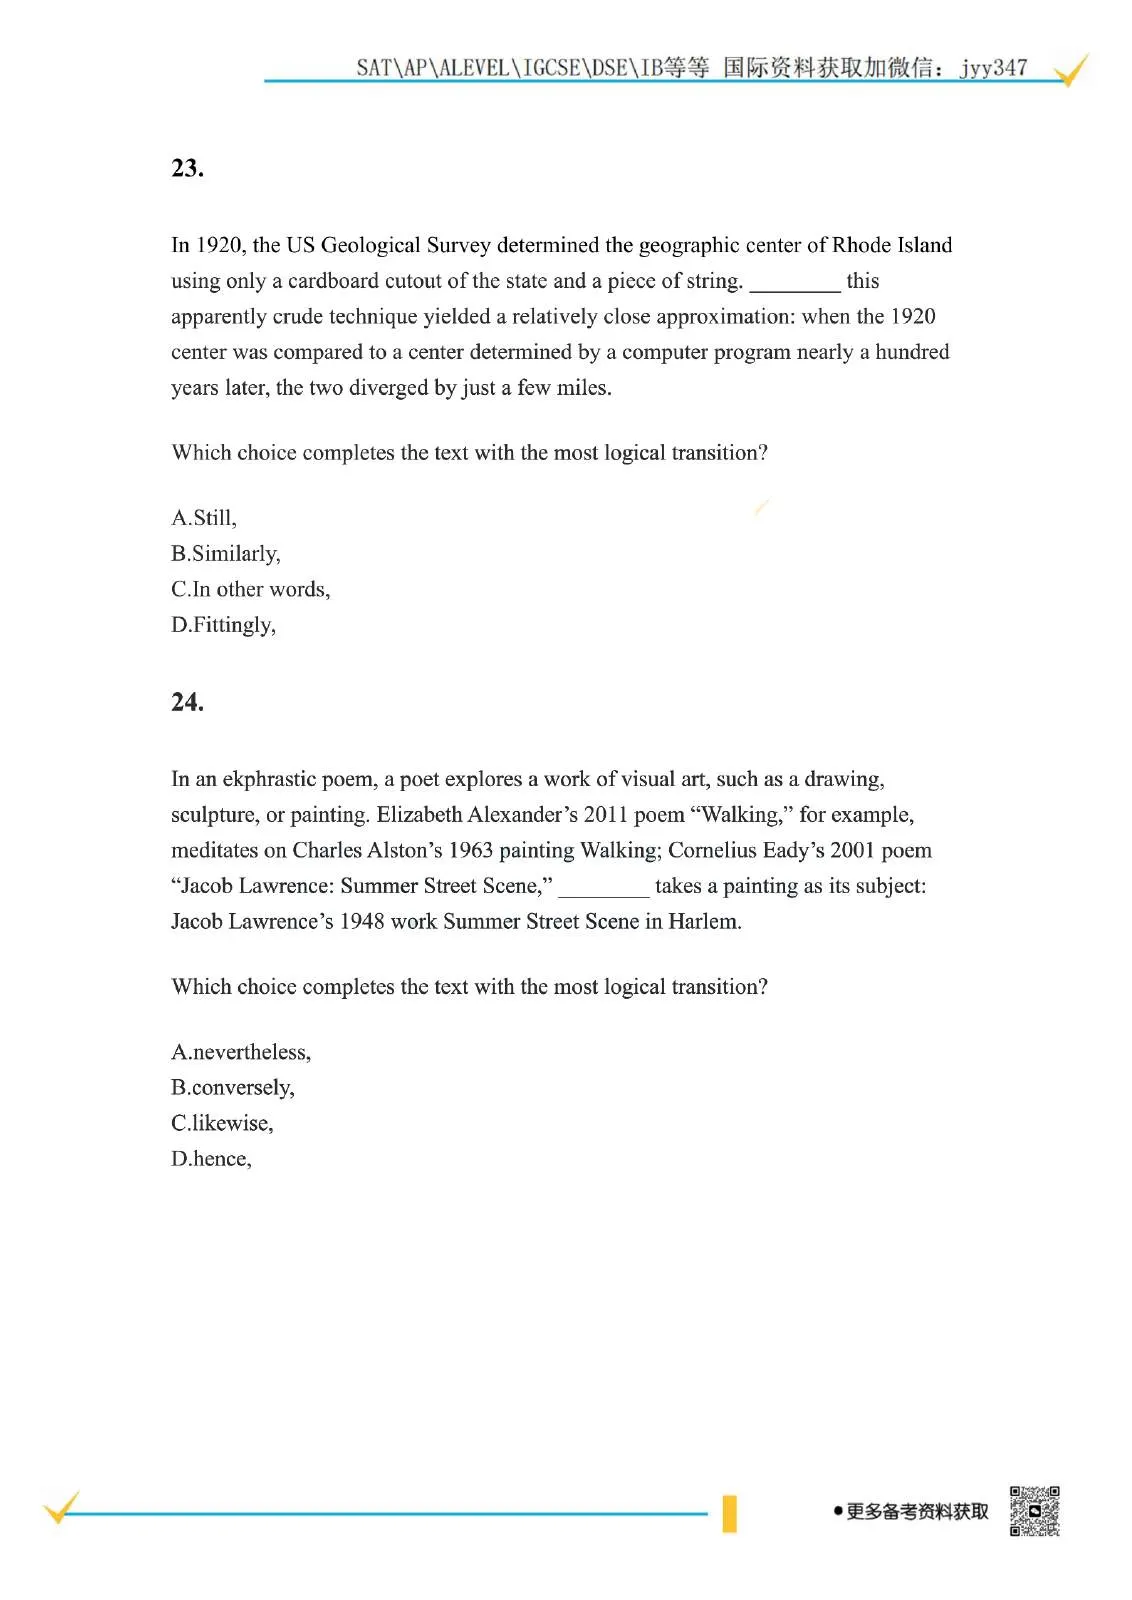 SAT\AP\ALEVEL\IGCSE\DSE\IB等等 国际资料获取加微信：jyy347
23.
In 1920, the US Geological Survey determined the geographic center of Rhode Island
using only a cardboard cutout of the state and a piece of string. ________ this
apparently crude technique yielded a relatively close approximation: when the 1920
center was compared to a center determined by a computer program nearly a hundred
years later, the two diverged by just a few miles.
Which choice completes the text with the most logical transition?
A.Still,
B.Similarly,
C.In other words,
D.Fittingly,
24.
In an ekphrastic poem, a poet explores a work of visual art, such as a drawing,
sculpture, or painting. Elizabeth Alexander’s 2011 poem “Walking,” for example,
meditates on Charles Alston’s 1963 painting Walking; Cornelius Eady’s 2001 poem
“Jacob Lawrence: Summer Street Scene,” ________ takes a painting as its subject:
Jacob Lawrence’s 1948 work Summer Street Scene in Harlem.
Which choice completes the text with the most logical transition?
A.nevertheless,
B.conversely,
C.likewise,
D.hence,
●更多备考资料获取